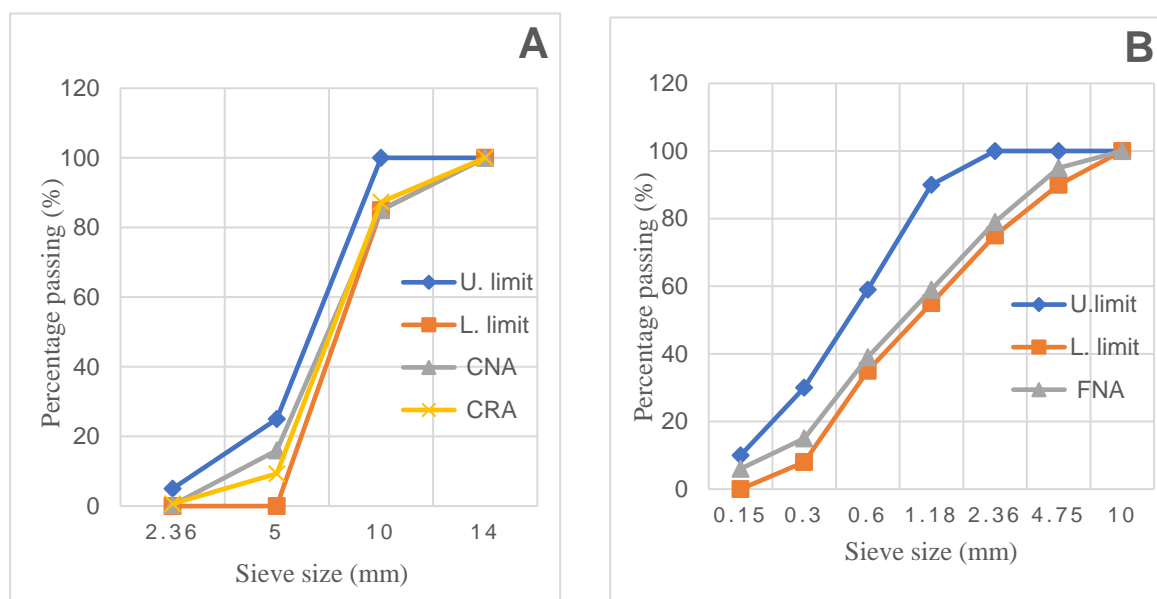 A
120
100
80
60
40
20
0
Percentage passing (%)
2.36 5 10 14
Sieve size (mm)
U. limit
L. limit
CNA
CRA
B
120
100
80
60
40
20
0
Percentage passing (%)
0.15 0.3 0.6 1.18 2.36 4.75 10
Sieve size (mm)
U.limit
L. limit
FNA